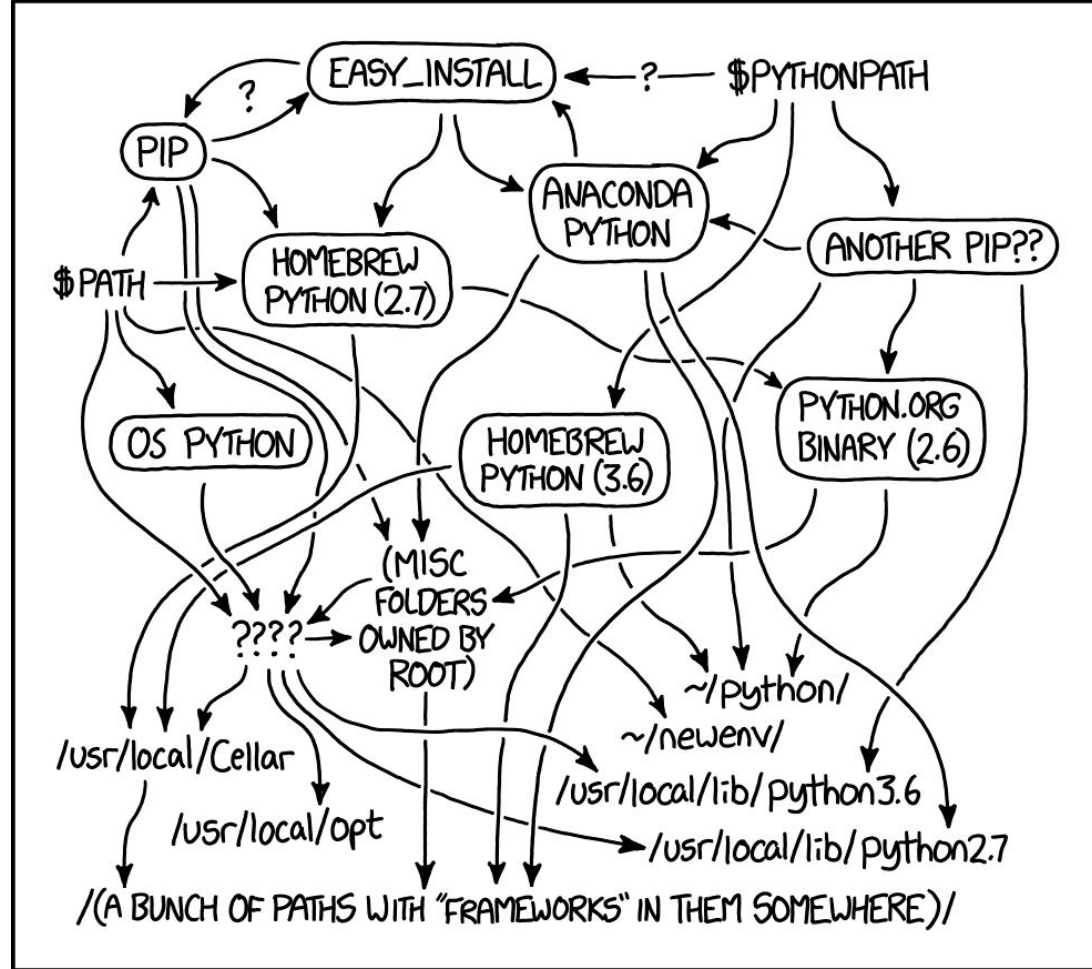 EASY_INSTALL
?
$PYTHONPATH
?
PIP
ANACONDA
PYTHON
ANOTHER PIP??
HOMEBREW
PYTHON (2.7)
$PATH
OS PYTHON
HOMEBREW
PYTHON (3.6)
PYTHON.ORG
BINARY (2.6)
(MISC
FOLDERS
OWNED BY
ROOT)
????
~/python/
~/newenv/
/usr/local/Cellar
/usr/local/lib/python3.6
/usr/local/opt
/usr/local/lib/python2.7
/(A BUNCH OF PATHS WITH "FRAMEWORKS" IN THEM SOMEWHERE)/